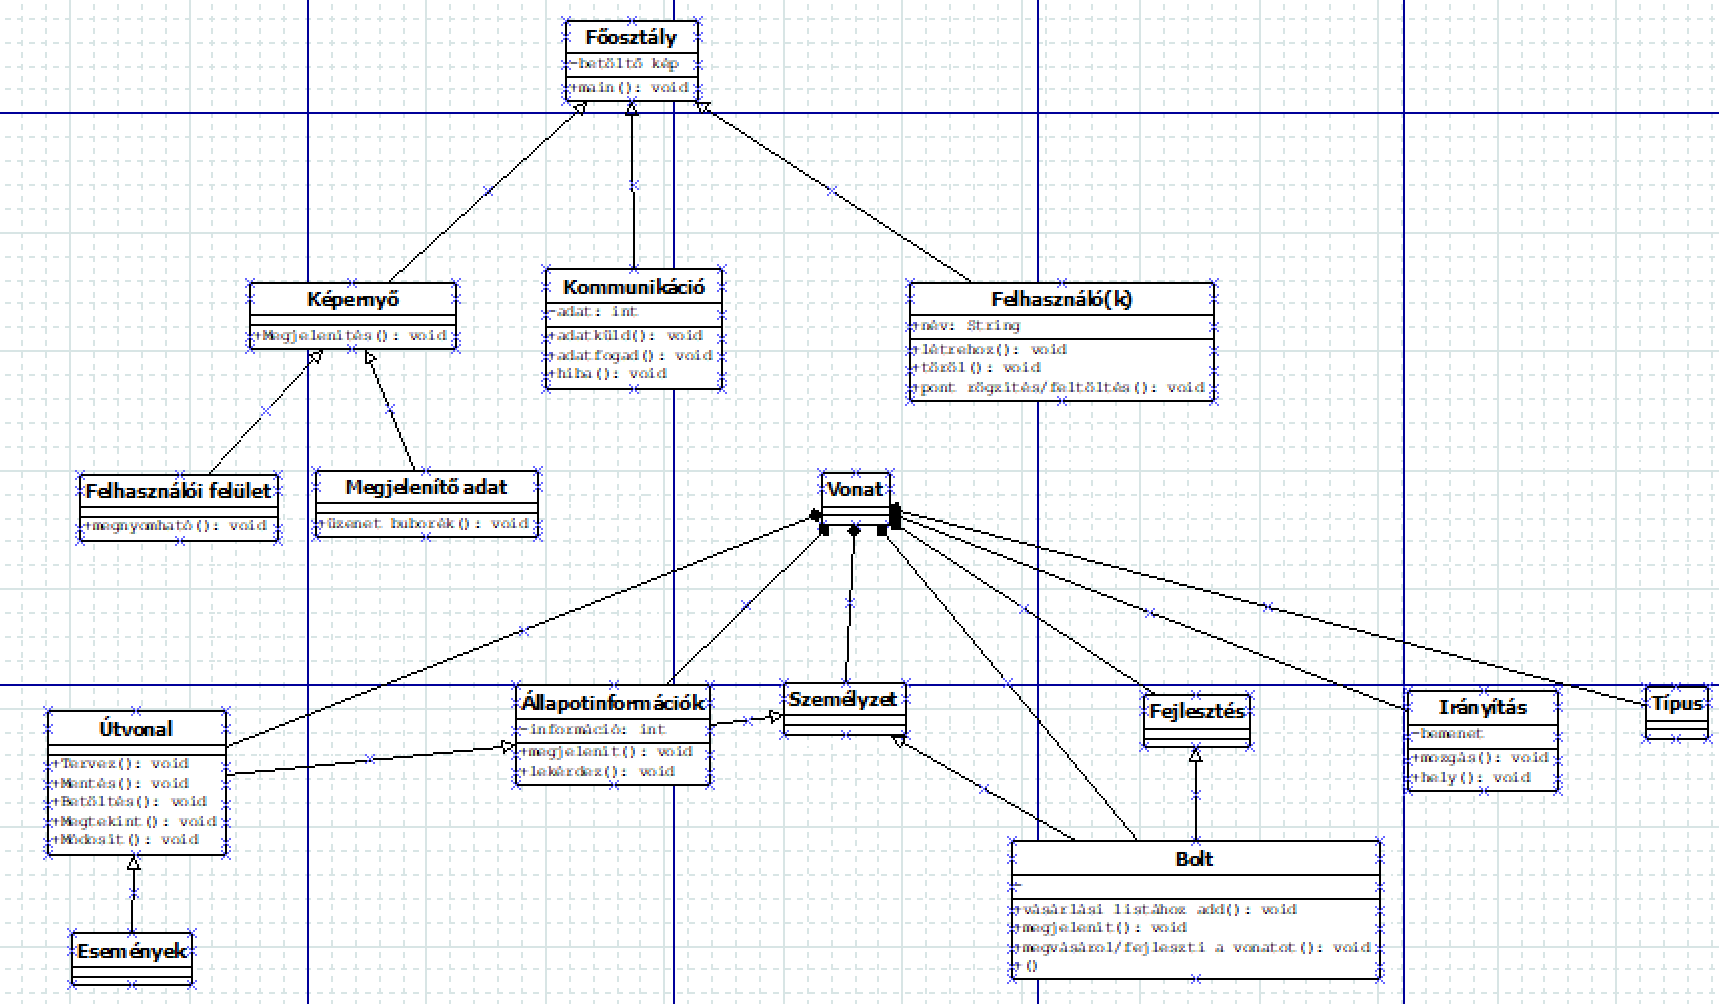 Főosztály
-betöltő kép
+main(): void
Képernyő
+Megjelenítés(): void
Kommunikáció
-adat: int
+adatküld(): void
+adatfogad(): void
+hiba(): void
Felhasználó(k)
+név: String
+létrehoz(): void
+töröl(): void
+pont rögzítés/feltöltés(): void
Felhasználói felület
+megnyomható(): void
Megjelenítő adat
+üzenet buborék(): void
Vonat
Útvonal
+Tervez(): void
+Mentés(): void
+Betöltés(): void
+Megtekint(): void
+Módosít(): void
Állapotinformációk
-információ: int
+megjelenít(): void
+lekérdez(): void
Személyzet
Fejlesztés
Irányítás
-bemenet
+mozgás(): void
+hely(): void
Típus
Események
Bolt
-
+vásárlási listához add(): void
+megjelenít(): void
+megvásárol/fejleszti a vonatot(): void
+()